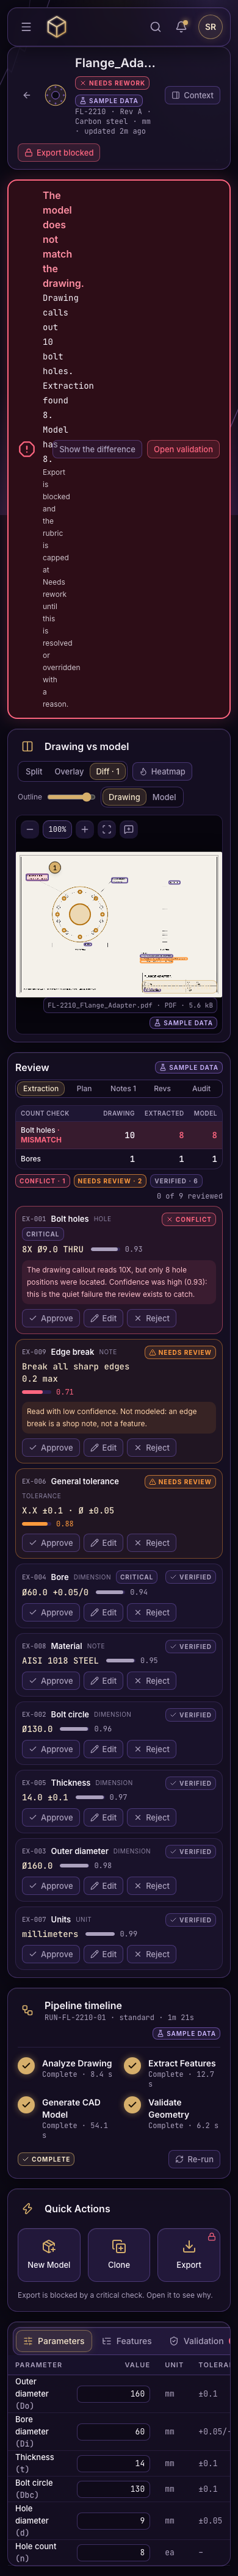 SR
Flange_Ada...
NEEDS REWORK
SAMPLE DATA
FL-2210 · Rev A ·
Carbon steel · mm
· updated 2m ago
Context
Export blocked
The
model
does
not
match
the
drawing.
Drawing
calls
out
10
bolt
holes.
Extraction
found
8.
Model
has
8.
Export
is
blocked
and
the
rubric
is
capped
at
Needs
rework
until
this
is
resolved
or
overridden
with
a
reason.
Show the difference
Open validation
Drawing vs model
Split
Overlay
Diff · 1
Heatmap
Outline
Drawing
Model
100%
1
FL-2210_Flange_Adapter.pdf · PDF · 5.6 kB
SAMPLE DATA
Review
SAMPLE DATA
Extraction
Plan
Notes 1
Revs
Audit
COUNT CHECK DRAWING EXTRACTED MODEL
Bolt holes ·
MISMATCH
10 8 8
Bores 1 1 1
CONFLICT · 1
NEEDS REVIEW · 2
VERIFIED · 6
0 of 9 reviewed
EX-001 Bolt holes HOLE
CONFLICT
CRITICAL
8X Ø9.0 THRU 0.93
The drawing callout reads 10X, but only 8 hole
positions were located. Confidence was high (0.93):
this is the quiet failure the review exists to catch.
Approve Edit Reject
EX-009 Edge break NOTE
NEEDS REVIEW
Break all sharp edges
0.2 max
0.71
Read with low confidence. Not modeled: an edge
break is a shop note, not a feature.
Approve Edit Reject
EX-006 General tolerance
NEEDS REVIEW
TOLERANCE
X.X ±0.1 · Ø ±0.05
0.88
Approve Edit Reject
EX-004 Bore DIMENSION CRITICAL VERIFIED
Ø60.0 +0.05/0 0.94
Approve Edit Reject
EX-008 Material NOTE VERIFIED
AISI 1018 STEEL 0.95
Approve Edit Reject
EX-002 Bolt circle DIMENSION VERIFIED
Ø130.0 0.96
Approve Edit Reject
EX-005 Thickness DIMENSION VERIFIED
14.0 ±0.1 0.97
Approve Edit Reject
EX-003 Outer diameter DIMENSION VERIFIED
Ø160.0 0.98
Approve Edit Reject
EX-007 Units UNIT VERIFIED
millimeters 0.99
Approve Edit Reject
Pipeline timeline
RUN-FL-2210-01 · standard · 1m 21s
SAMPLE DATA
Analyze Drawing
Complete · 8.4 s
Extract Features
Complete · 12.7
s
Generate CAD
Model
Complete · 54.1
s
Validate
Geometry
Complete · 6.2 s
COMPLETE
Re-run
Quick Actions
New Model
Clone
Export
Export is blocked by a critical check. Open it to see why.
Parameters
Features
Validation
PARAMETER VALUE UNIT TOLERAN
Outer
diameter
(Do)
160 mm ±0.1
Bore
diameter
(Di)
60 mm +0.05/-
Thickness
(t)
14 mm ±0.1
Bolt circle
(Dbc)
130 mm ±0.1
Hole
diameter
(d)
9 mm ±0.05
Hole count
(n)
8 ea –